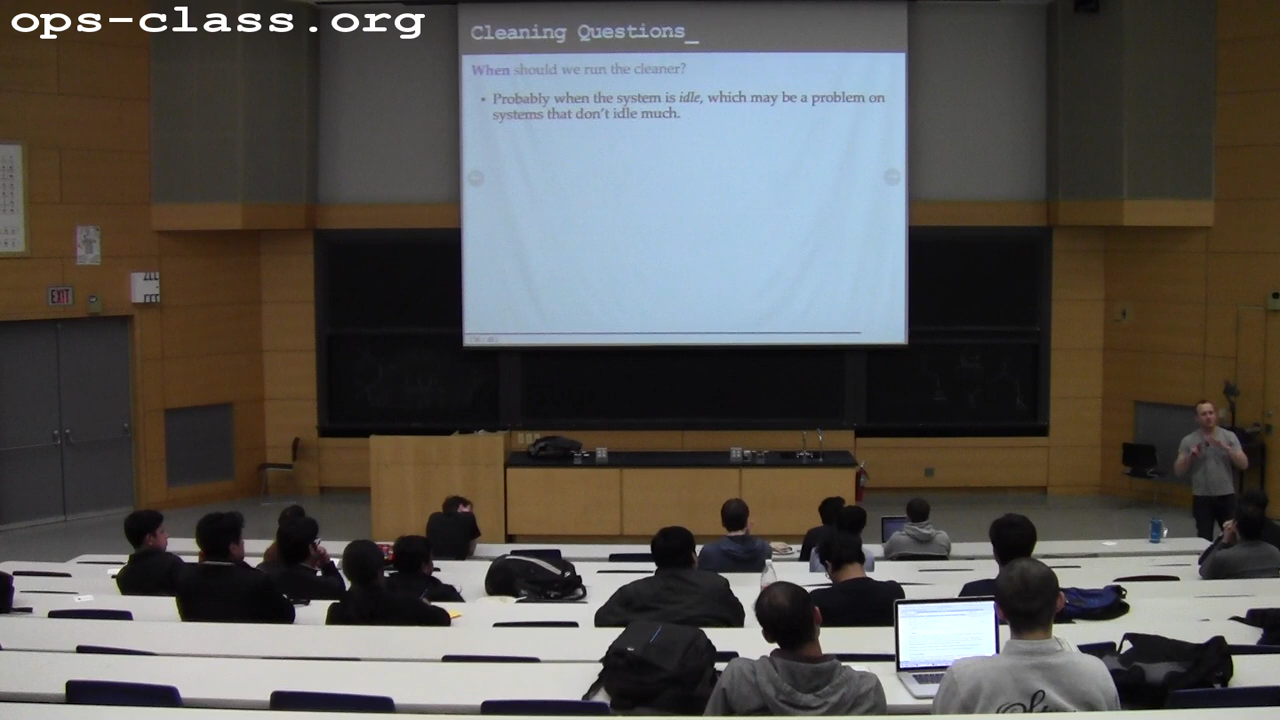 ops-class.org
Cleaning Questions_
When should we run the cleaner?
• Probably when the system is idle, which may be a problem on
systems that don't idle much.
EXIT